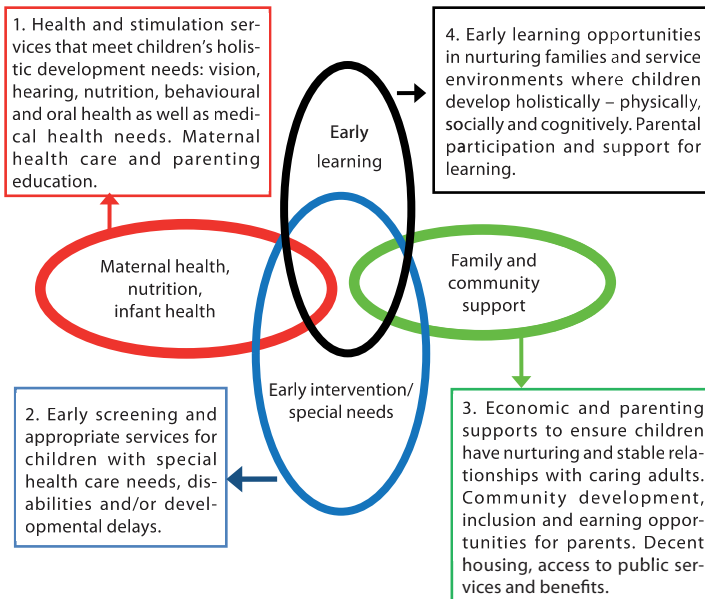 1. Health and stimulation ser-
vices that meet children’s holis-
tic development needs: vision,
hearing, nutrition, behavioural
and oral health as well as medi-
cal health needs. Maternal
health care and parenting
education.
4. Early learning opportunities
in nurturing families and service
environments where children
develop holistically – physically,
socially and cognitively. Parental
participation and support for
learning.
Early
learning
Maternal health,
nutrition,
infant health
Family and
community
support
Early intervention/
special needs
2. Early screening and
appropriate services for
children with special
health care needs, dis-
abilities and/or devel-
opmental delays.
3. Economic and parenting
supports to ensure children
have nurturing and stable rela-
tionships with caring adults.
Community development,
inclusion and earning oppor-
tunities for parents. Decent
housing, access to public ser-
vices and benefits.